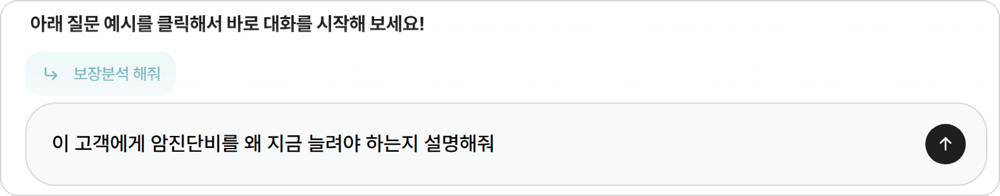 아래 질문 예시를 클릭해서 바로 대화를 시작해 보세요!
보장분석 해줘
이 고객에게 암진단비를 왜 지금 늘려야 하는지 설명해줘